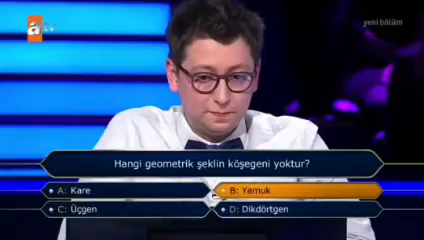 atv
yeni bölüm
Hangi geometrik şeklin köşegeni yoktur?
A: Kare
B: Yamuk
C: Üçgen
D: Dikdörtgen